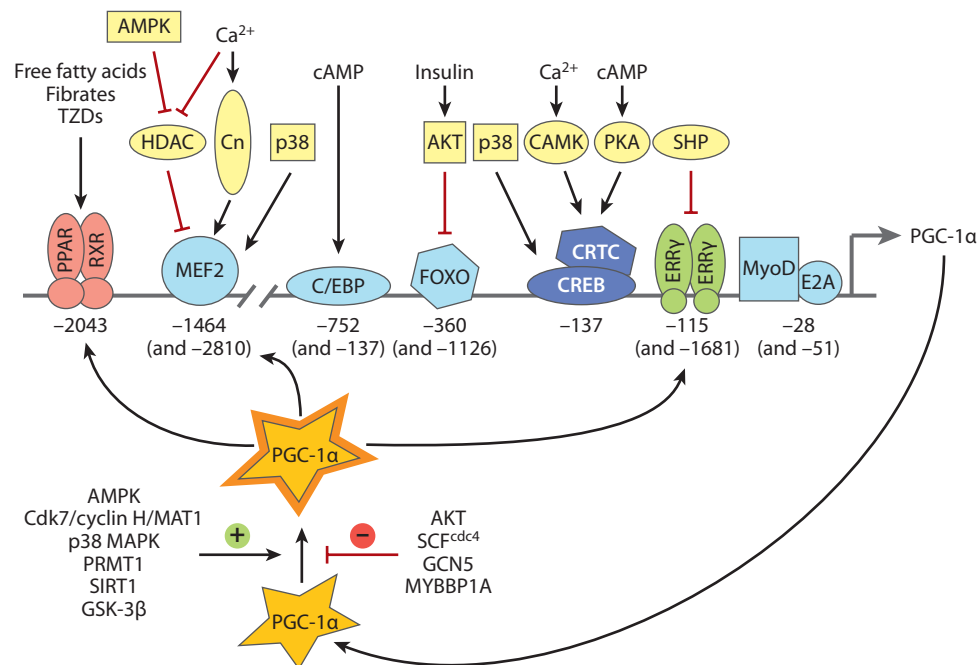 AMPK
Ca2+
Free fatty acids
Fibrates
TZDs
cAMP
Insulin
Ca2+
cAMP
HDAC
Cn
p38
AKT
p38
CAMK
PKA
SHP
PPAR
RXR
MEF2
C/EBP
FOXO
CRTC
CREB
ERRγ
ERRγ
MyoD
E2A
PGC-1α
–2043
–1464
(and –2810)
–752
(and –137)
–360
(and –1126)
–137
–115
(and –1681)
–28
(and –51)
PGC-1α
AMPK
Cdk7/cyclin H/MAT1
p38 MAPK
PRMT1
SIRT1
GSK-3β
+
–
AKT
SCFcdc4
GCN5
MYBBP1A
PGC-1α